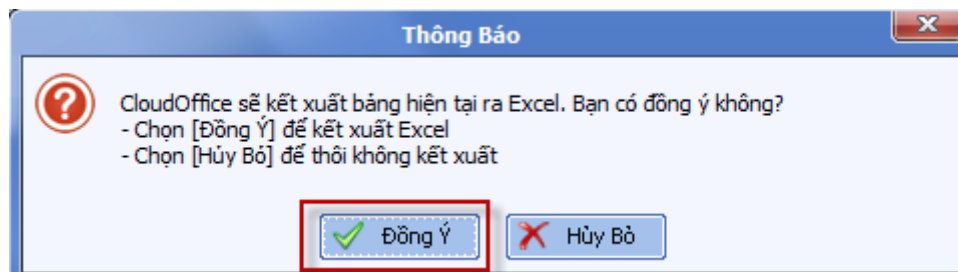 Thông Báo
CloudOffice sẽ kết xuất bảng hiện tại ra Excel. Bạn có đồng ý không?
- Chọn [Đồng Ý] để kết xuất Excel
- Chọn [Hủy Bỏ] để thôi không kết xuất
Đồng Ý Hủy Bỏ